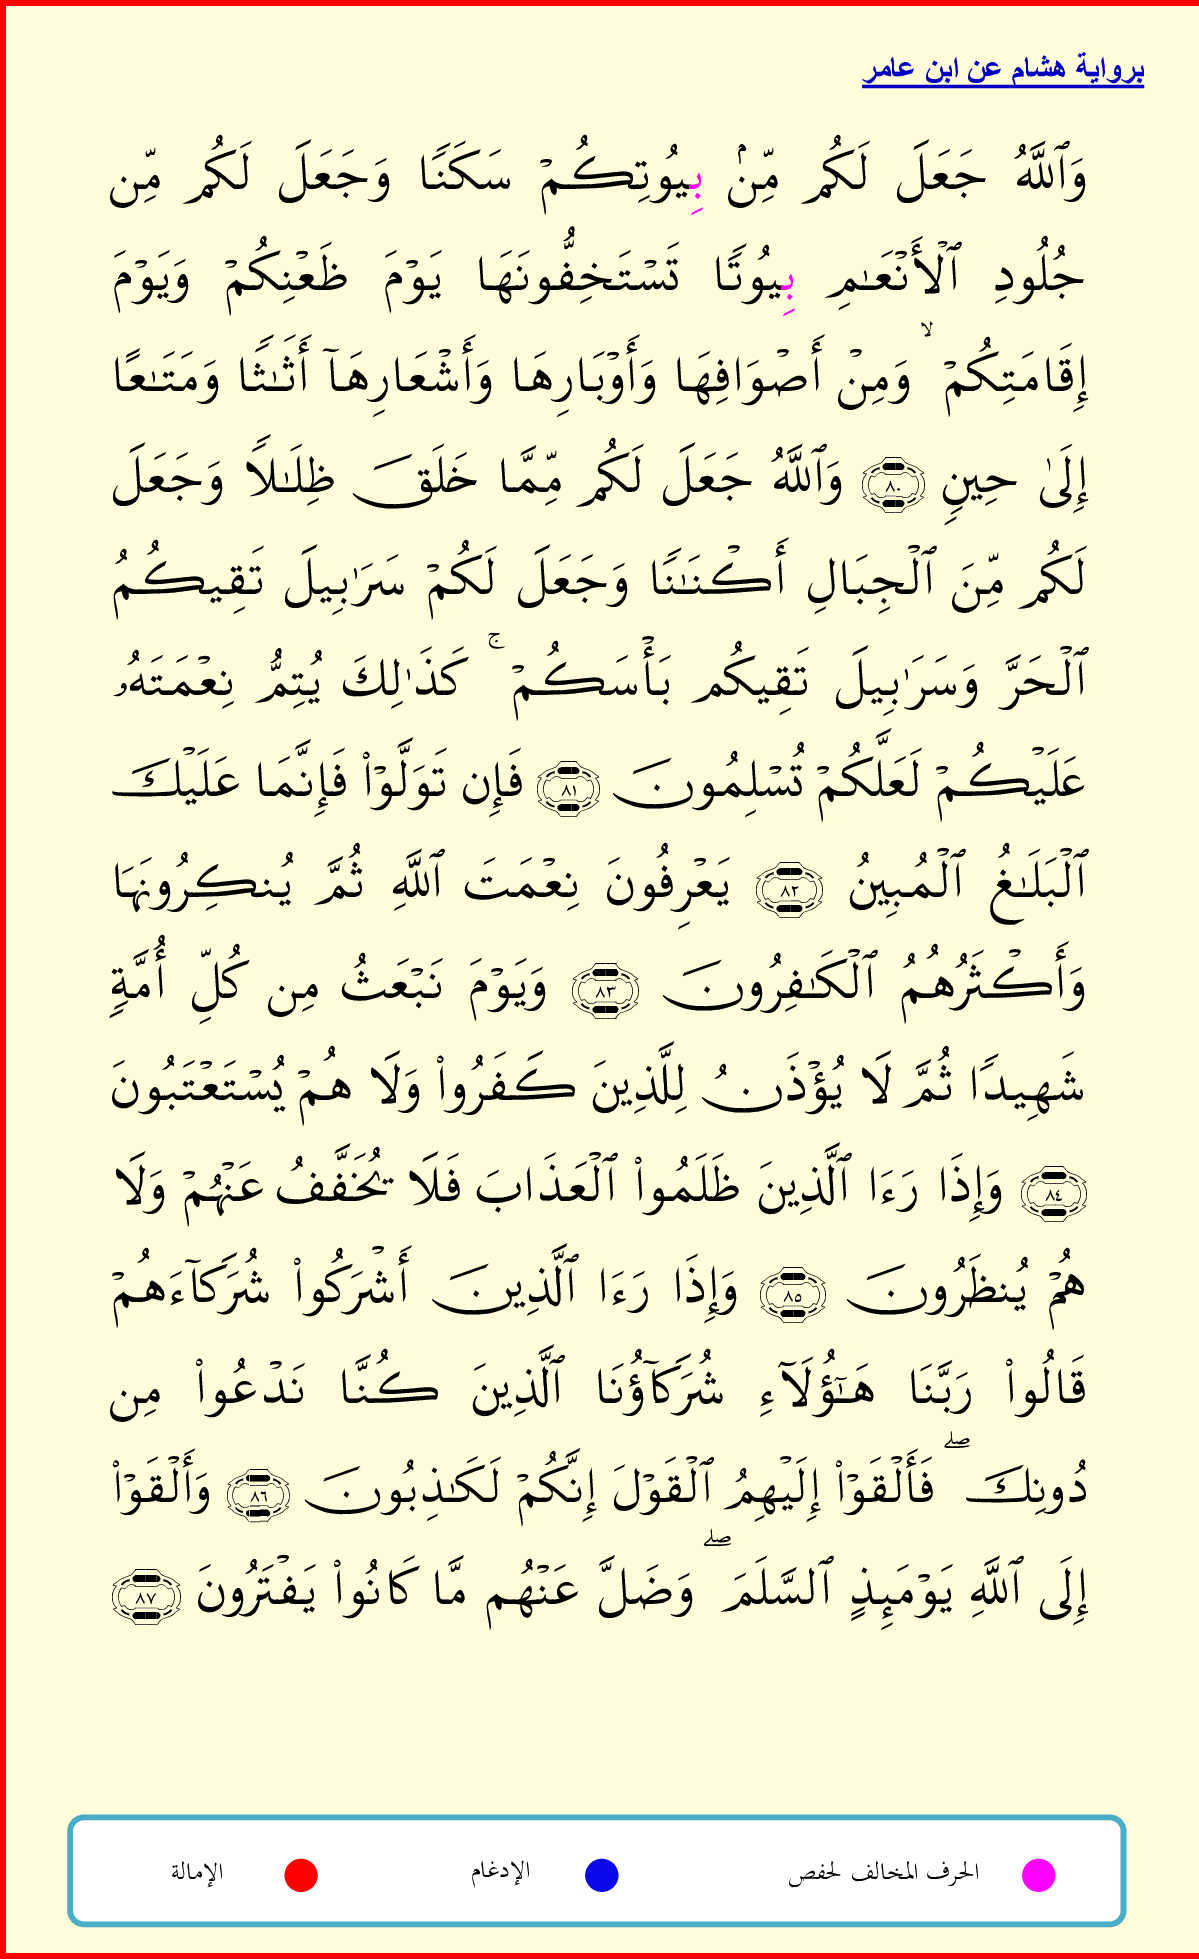 برواية هشام عن ابن عامر
وَٱللَّهُ جَعَلَ لَكُم مِّنۢ بِيُوتِكُمۡ سَكَنٗا وَجَعَلَ لَكُم مِّن
جُلُودِ ٱلۡأَنۡعَٰمِ بِيُوتٗا تَسۡتَخِفُّونَهَا يَوۡمَ ظَعۡنِكُمۡ وَيَوۡمَ
إِقَامَتِكُمۡ ۙ وَمِنۡ أَصۡوَافِهَا وَأَوۡبَارِهَا وَأَشۡعَارِهَآ أَثَٰثٗا وَمَتَٰعًا
إِلَىٰ حِينٖ ٨٠ وَٱللَّهُ جَعَلَ لَكُم مِّمَّا خَلَقَ ظِلَٰلٗا وَجَعَلَ
لَكُم مِّنَ ٱلۡجِبَالِ أَكۡنَٰنٗا وَجَعَلَ لَكُمۡ سَرَٰبِيلَ تَقِيكُمُ
ٱلۡحَرَّ وَسَرَٰبِيلَ تَقِيكُم بَأۡسَكُمۡ ۚ كَذَٰلِكَ يُتِمُّ نِعۡمَتَهُۥ
عَلَيۡكُمۡ لَعَلَّكُمۡ تُسۡلِمُونَ ٨١ فَإِن تَوَلَّوۡاْ فَإِنَّمَا عَلَيۡكَ
ٱلۡبَلَٰغُ ٱلۡمُبِينُ ٨٢ يَعۡرِفُونَ نِعۡمَتَ ٱللَّهِ ثُمَّ يُنكِرُونَهَا
وَأَكۡثَرُهُمُ ٱلۡكَٰفِرُونَ ٨٣ وَيَوۡمَ نَبۡعَثُ مِن كُلِّ أُمَّةٖ
شَهِيدٗا ثُمَّ لَا يُؤۡذَنُ لِلَّذِينَ كَفَرُواْ وَلَا هُمۡ يُسۡتَعۡتَبُونَ
٨٤ وَإِذَا رَءَا ٱلَّذِينَ ظَلَمُواْ ٱلۡعَذَابَ فَلَا يُخَفَّفُ عَنۡهُمۡ وَلَا
هُمۡ يُنظَرُونَ ٨٥ وَإِذَا رَءَا ٱلَّذِينَ أَشۡرَكُواْ شُرَكَآءَهُمۡ
قَالُواْ رَبَّنَا هَٰٓؤُلَآءِ شُرَكَآؤُنَا ٱلَّذِينَ كُنَّا نَدۡعُواْ مِن
دُونِكَ ۖ فَأَلۡقَوۡاْ إِلَيۡهِمُ ٱلۡقَوۡلَ إِنَّكُمۡ لَكَٰذِبُونَ ٨٦ وَأَلۡقَوۡاْ
إِلَى ٱللَّهِ يَوۡمَئِذٍ ٱلسَّلَمَ ۖ وَضَلَّ عَنۡهُم مَّا كَانُواْ يَفۡتَرُونَ ٨٧
الحرف المخالف لحفص الإدغام الإمالة